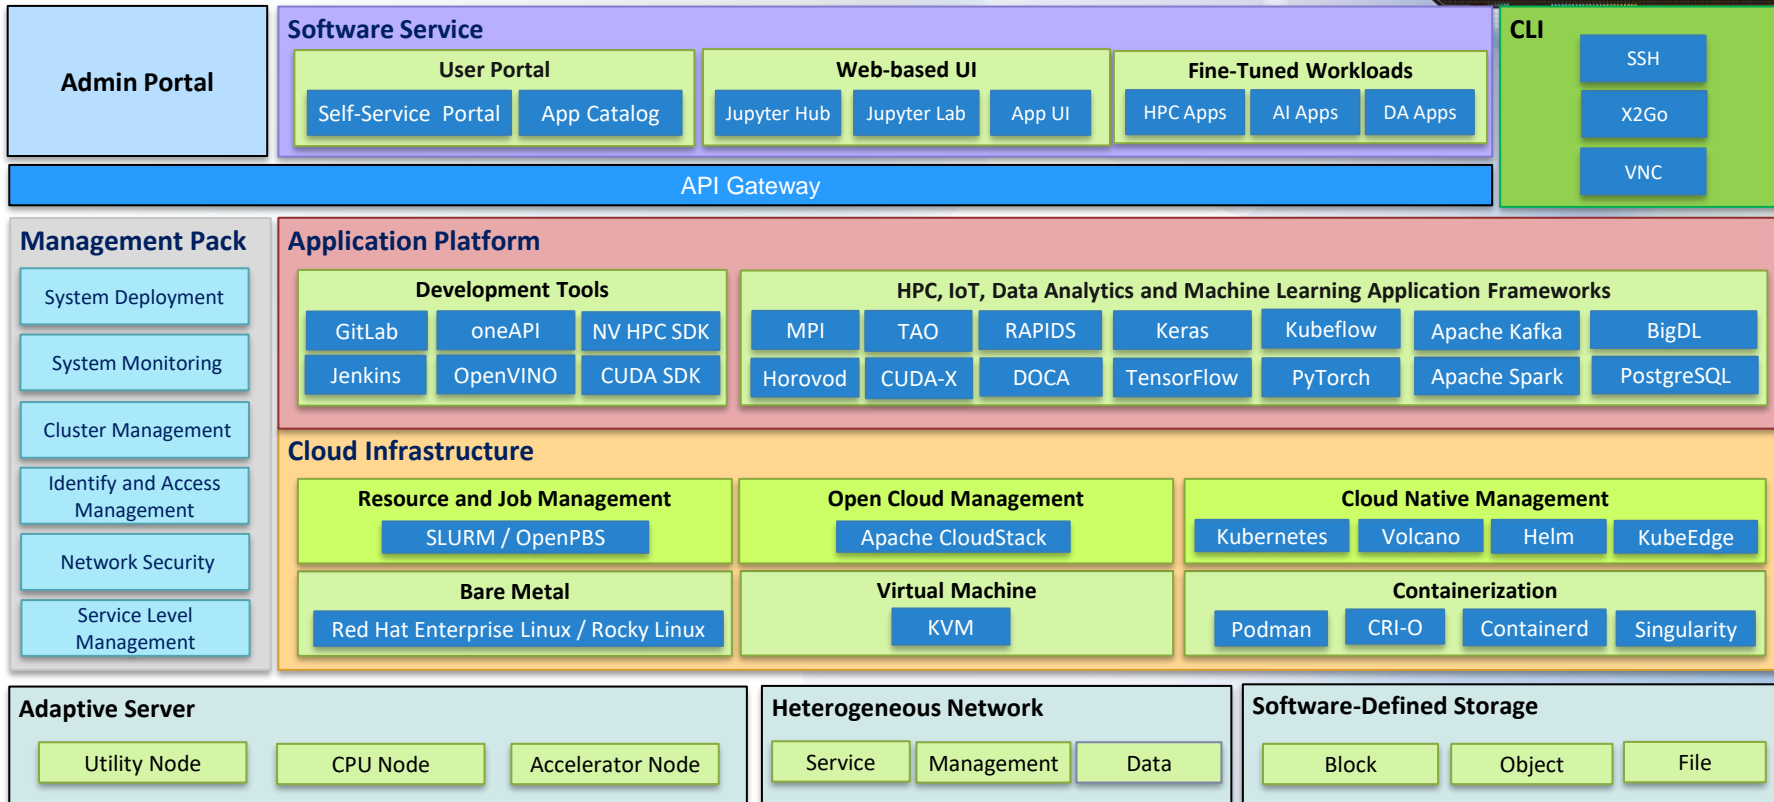 Admin Portal
Software Service
User Portal
Self-Service Portal
App Catalog
Web-based UI
Jupyter Hub
Jupyter Lab
App UI
Fine-Tuned Workloads
HPC Apps
AI Apps
DA Apps
CLI
SSH
X2Go
VNC
API Gateway
Management Pack
System Deployment
System Monitoring
Cluster Management
Identify and Access
Management
Network Security
Service Level
Management
Application Platform
Development Tools
GitLab
oneAPI
NV HPC SDK
Jenkins
OpenVINO
CUDA SDK
HPC, IoT, Data Analytics and Machine Learning Application Frameworks
MPI
TAO
RAPIDS
Keras
Kubeflow
Apache Kafka
BigDL
Horovod
CUDA-X
DOCA
TensorFlow
PyTorch
Apache Spark
PostgreSQL
Cloud Infrastructure
Resource and Job Management
SLURM / OpenPBS
Open Cloud Management
Apache CloudStack
Cloud Native Management
Kubernetes
Volcano
Helm
KubeEdge
Bare Metal
Red Hat Enterprise Linux / Rocky Linux
Virtual Machine
KVM
Containerization
Podman
CRI-O
Containerd
Singularity
Adaptive Server
Utility Node
CPU Node
Accelerator Node
Heterogeneous Network
Service
Management
Data
Software-Defined Storage
Block
Object
File